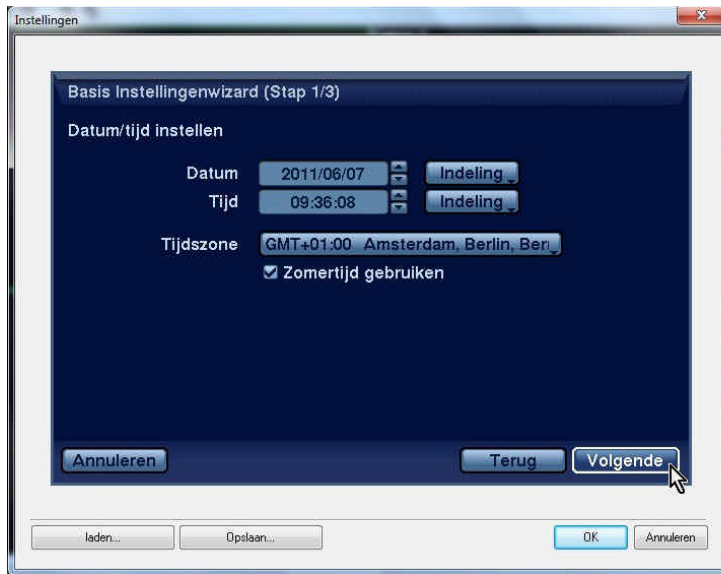 Instellingen
Basis Instellingenwizard (Stap 1/3)
Datum/tijd instellen
Datum 2011/06/07 Indeling
Tijd 09:36:08 Indeling
Tijdszone GMT+01:00 Amsterdam, Berlin, Bern
Zomertijd gebruiken
Annuleren Terug Volgende
laden... Opslaan... OK Annuleren